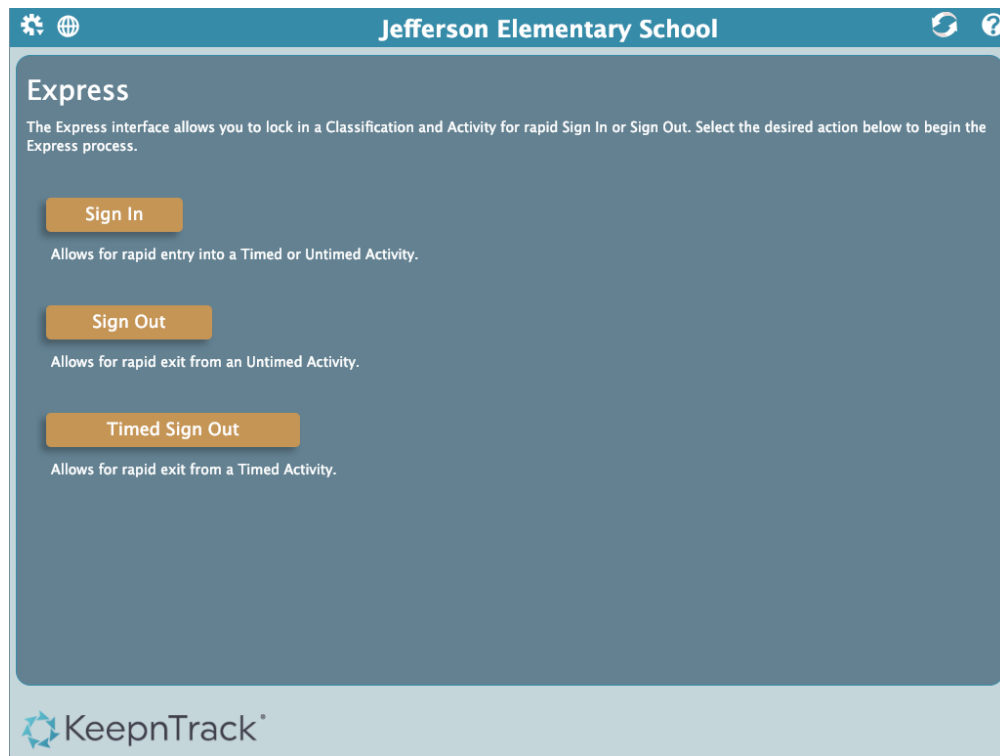 Jefferson Elementary School
Express
The Express interface allows you to lock in a Classification and Activity for rapid Sign In or Sign Out. Select the desired action below to begin the
Express process.
Sign In
Allows for rapid entry into a Timed or Untimed Activity.
Sign Out
Allows for rapid exit from an Untimed Activity.
Timed Sign Out
Allows for rapid exit from a Timed Activity.
KeepnTrack